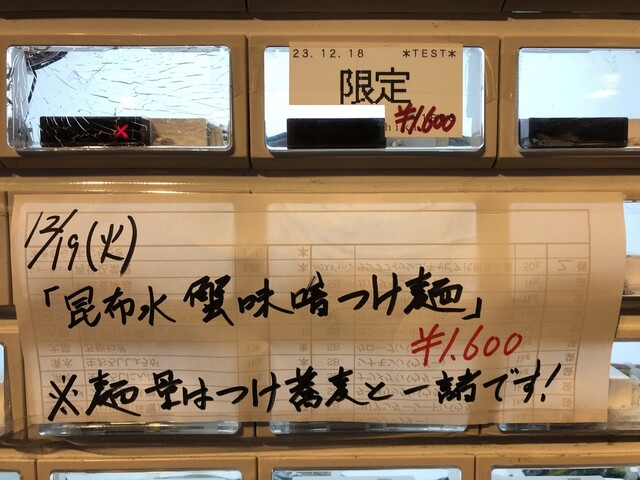 23.12.18 *TEST*
限定
¥1.600
12/19(火)
「昆布水 蟹味噌つけ麺」
¥1.600
※麺量はつけ蕎麦と一緒です!